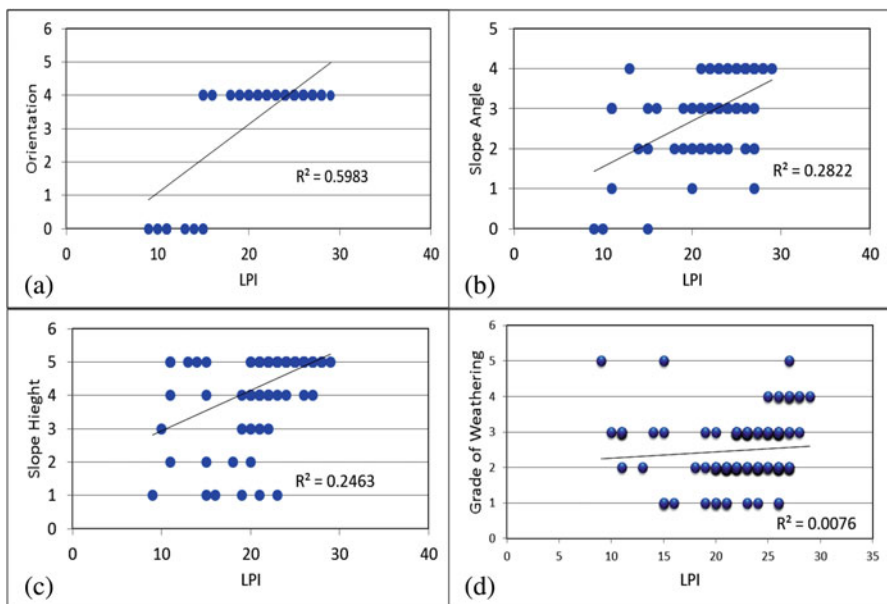 6
5
4
3
2
1
0
Orientation
R² = 0.5983
0 10 20 30 40
LPI
(a)
5
4
3
2
1
0
Slope Angle
R² = 0.2822
0 10 20 30 40
LPI
(b)
6
5
4
3
2
1
0
Slope Hieght
R² = 0.2463
0 10 20 30 40
LPI
(c)
6
5
4
3
2
1
0
Grade of Weathering
R² = 0.0076
0 5 10 15 20 25 30 35
LPI
(d)